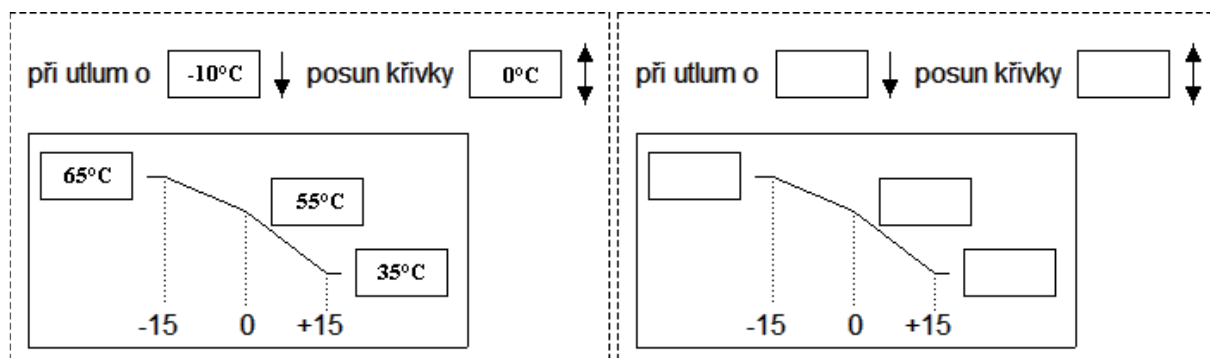 při utlum o -10°C posun křivky 0°C
65°C
55°C
35°C
-15 0 +15
při utlum o posun křivky
-15 0 +15